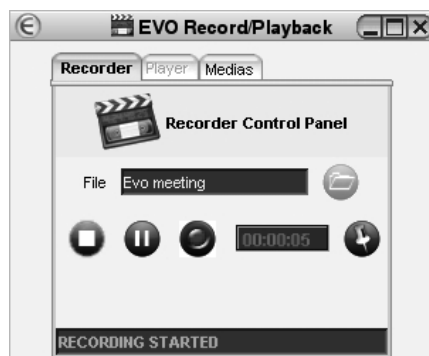 EVO Record/Playback
Recorder Player Medias
Recorder Control Panel
File Evo meeting
00:00:05
RECORDING STARTED